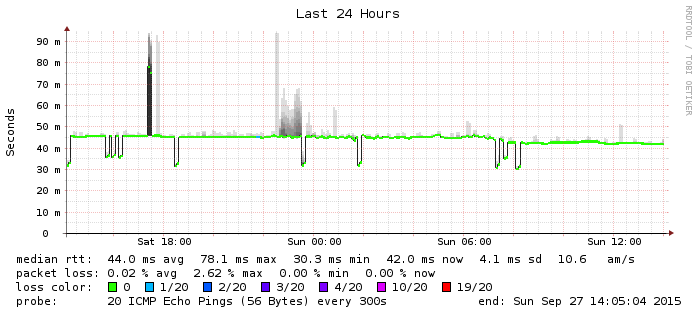 Last 24 Hours
RRDTOOL / TOBI OETIKER
Seconds
90 m
80 m
70 m
60 m
50 m
40 m
30 m
20 m
10 m
0
Sat 18:00 Sun 00:00 Sun 06:00 Sun 12:00
median rtt: 44.0 ms avg 78.1 ms max 30.3 ms min 42.0 ms now 4.1 ms sd 10.6 am/s
packet loss: 0.02 % avg 2.62 % max 0.00 % min 0.00 % now
loss color: 0 1/20 2/20 3/20 4/20 10/20 19/20
probe: 20 ICMP Echo Pings (56 Bytes) every 300s end: Sun Sep 27 14:05:04 2015